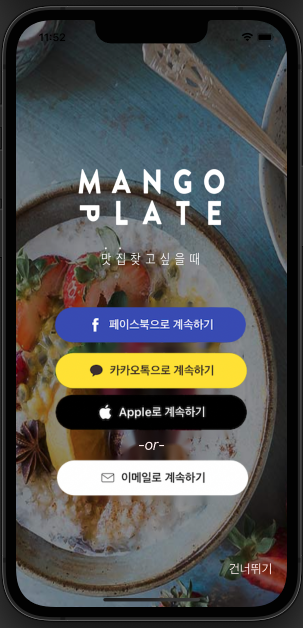 11:52
MANGO
PLATE
맛집찾고싶을때
페이스북으로 계속하기
카카오톡으로 계속하기
Apple로 계속하기
-or-
이메일로 계속하기
건너뛰기